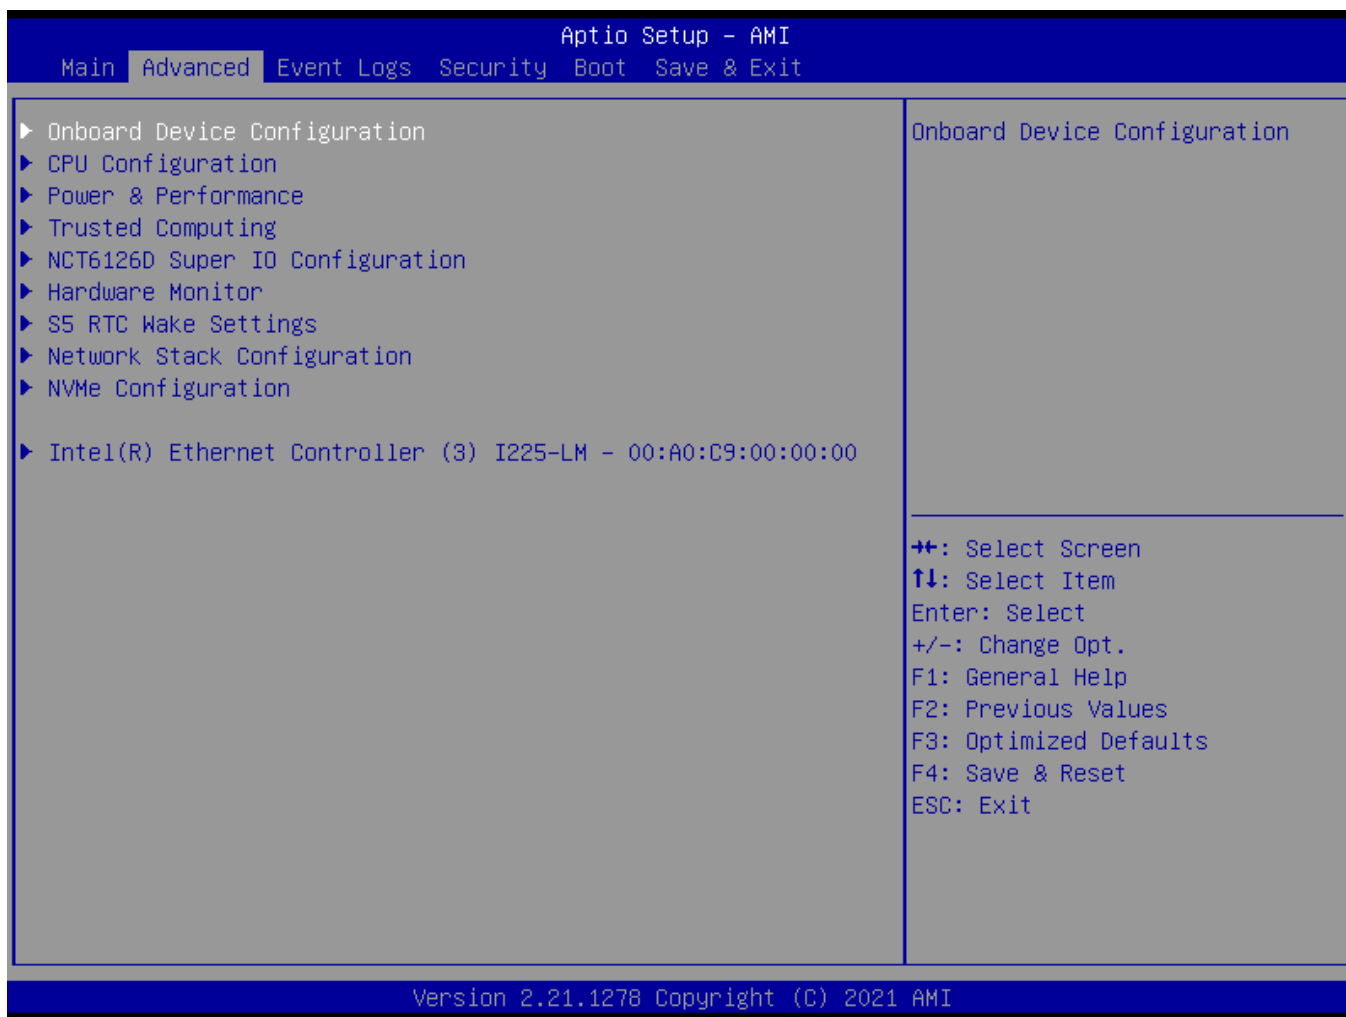 Aptio Setup – AMI
Main Advanced Event Logs Security Boot Save & Exit
Onboard Device Configuration
CPU Configuration
Power & Performance
Trusted Computing
NCT6126D Super IO Configuration
Hardware Monitor
S5 RTC Wake Settings
Network Stack Configuration
NVMe Configuration
Intel(R) Ethernet Controller (3) I225-LM – 00:A0:C9:00:00:00
Onboard Device Configuration
→←: Select Screen
↑↓: Select Item
Enter: Select
+/-: Change Opt.
F1: General Help
F2: Previous Values
F3: Optimized Defaults
F4: Save & Reset
ESC: Exit
Version 2.21.1278 Copyright (C) 2021 AMI